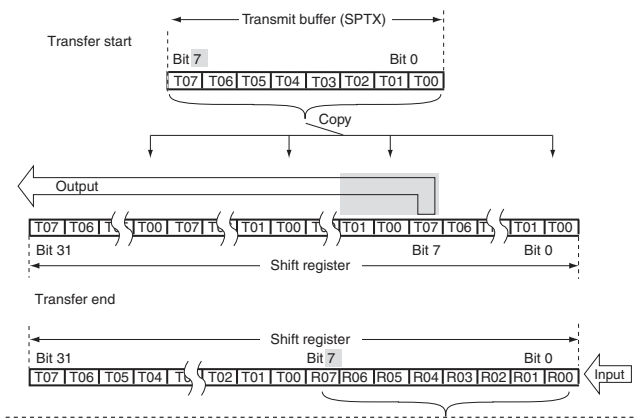 Transmit buffer (SPTX)
Transfer start
Bit 7 Bit 0
T07 T06 T05 T04 T03 T02 T01 T00
Copy
Output
T07 T06 T00 T07 T01 T00 T01 T00 T07 T06 T01 T00
Bit 31 Bit 7 Bit 0
Shift register
Transfer end
Shift register
Bit 31 Bit 7 Bit 0
T07 T06 T05 T04 T02 T01 T00 R07 R06 R05 R04 R03 R02 R01 R00
Input